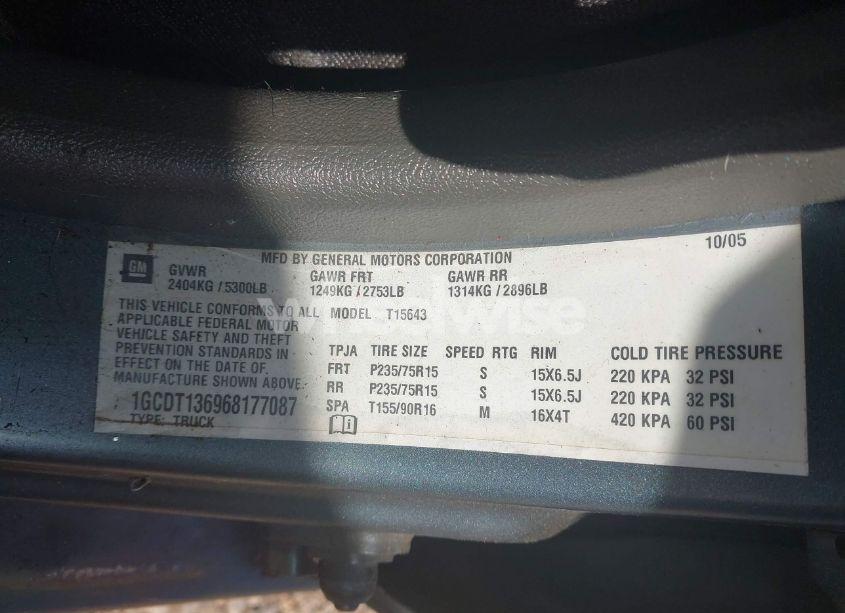 MFD BY GENERAL MOTORS CORPORATION 10/05
GM
GVWR GAWR FRT GAWR RR
2404KG / 5300LB 1249KG / 2753LB 1314KG / 2896LB
THIS VEHICLE CONFORMS TO ALL
APPLICABLE FEDERAL MOTOR
VEHICLE SAFETY AND THEFT
PREVENTION STANDARDS IN
EFFECT ON THE DATE OF
MANUFACTURE SHOWN ABOVE.
1GCDT136968177087
TYPE: TRUCK
MODEL T15643
TPJA TIRE SIZE SPEED RTG RIM COLD TIRE PRESSURE
FRT P235/75R15 S 15X6.5J 220 KPA 32 PSI
RR P235/75R15 S 15X6.5J 220 KPA 32 PSI
SPA T155/90R16 M 16X4T 420 KPA 60 PSI